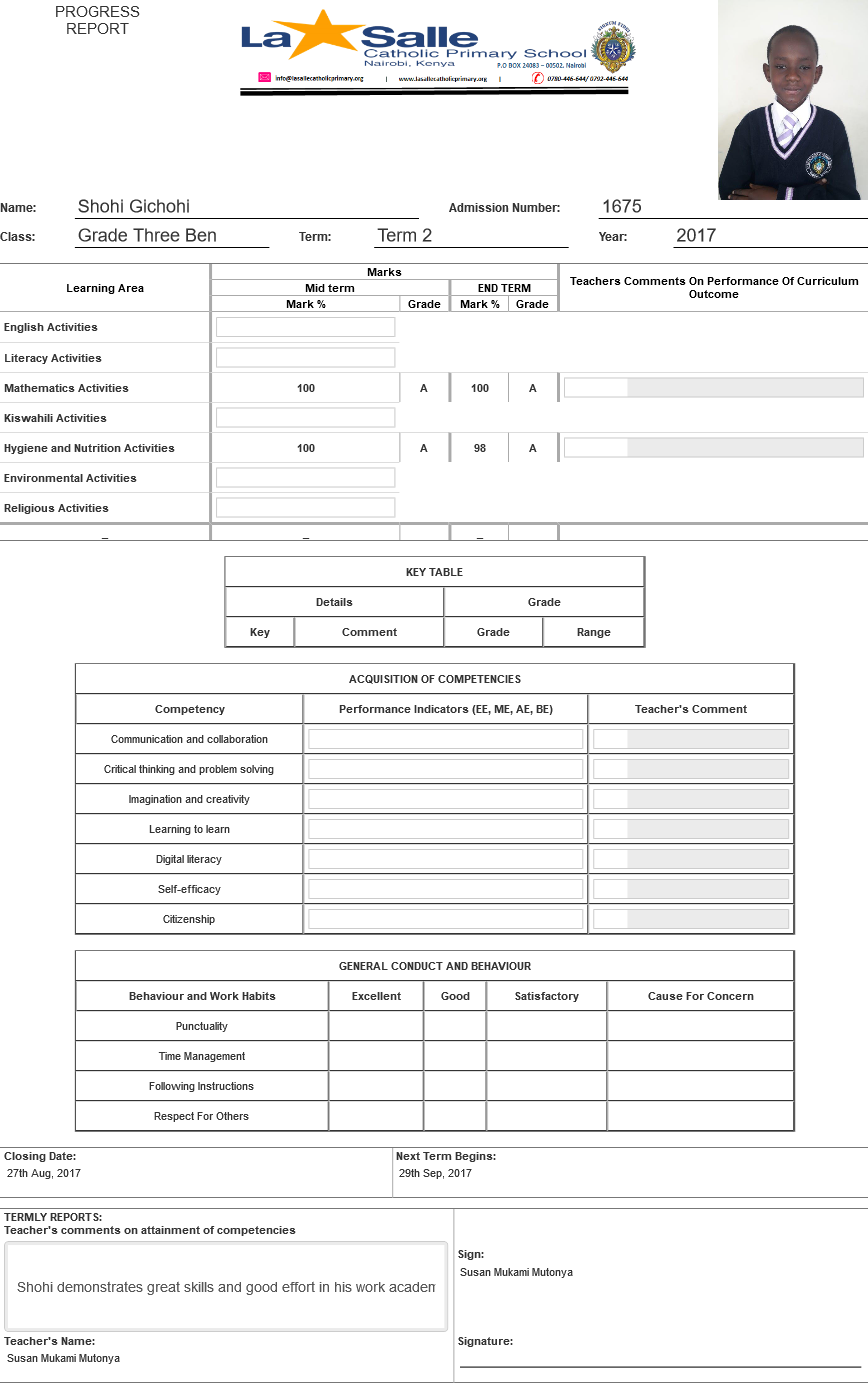 PROGRESS
REPORT
La Salle
Catholic Primary School
Nairobi, Kenya
P.O BOX 24083 – 00502. Nairobi
info@lasallecatholicprimary.org | www.lasallecatholicprimary.org | 0780-446-644/ 0792-446-644
Name: Shohi Gichohi Admission Number: 1675
Class: Grade Three Ben Term: Term 2 Year: 2017
Learning Area Marks Teachers Comments On Performance Of Curriculum Outcome
Mid term END TERM
Mark % Grade Mark % Grade
English Activities
Literacy Activities
Mathematics Activities 100 A 100 A
Kiswahili Activities
Hygiene and Nutrition Activities 100 A 98 A
Environmental Activities
Religious Activities
– – –
KEY TABLE
Details Grade
Key Comment Grade Range
ACQUISITION OF COMPETENCIES
Competency Performance Indicators (EE, ME, AE, BE) Teacher's Comment
Communication and collaboration
Critical thinking and problem solving
Imagination and creativity
Learning to learn
Digital literacy
Self-efficacy
Citizenship
GENERAL CONDUCT AND BEHAVIOUR
Behaviour and Work Habits Excellent Good Satisfactory Cause For Concern
Punctuality
Time Management
Following Instructions
Respect For Others
Closing Date: Next Term Begins:
27th Aug, 2017 29th Sep, 2017
TERMLY REPORTS:
Teacher's comments on attainment of competencies
Shohi demonstrates great skills and good effort in his work academ
Sign:
Susan Mukami Mutonya
Teacher's Name: Signature:
Susan Mukami Mutonya